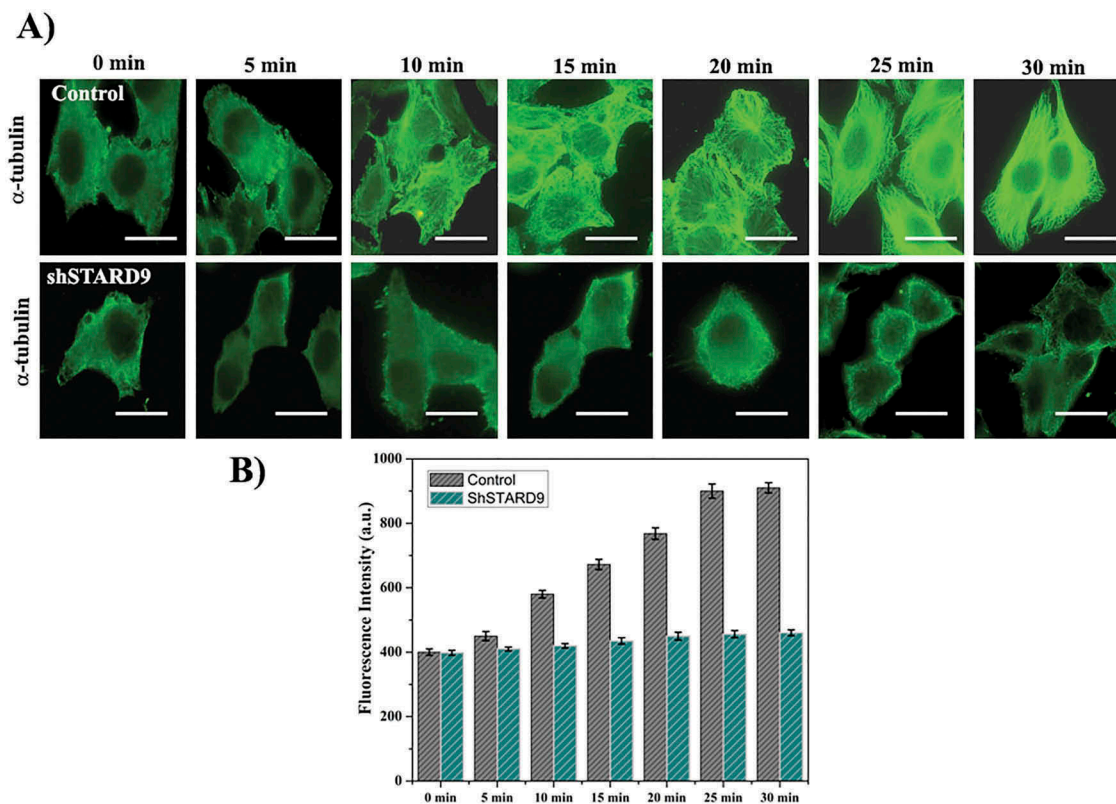 A)
0 min 5 min 10 min 15 min 20 min 25 min 30 min
Control
α-tubulin
shSTARD9
α-tubulin
B)
1000
800
600
400
200
0
Fluorescence Intensity (a.u.)
Control
ShSTARD9
0 min 5 min 10 min 15 min 20 min 25 min 30 min